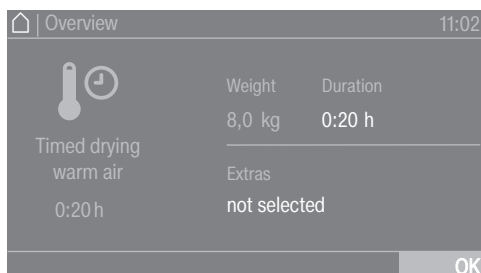 Overview
11:02
Timed drying
warm air
0:20 h
Weight
8,0 kg
Duration
0:20 h
Extras
not selected
OK